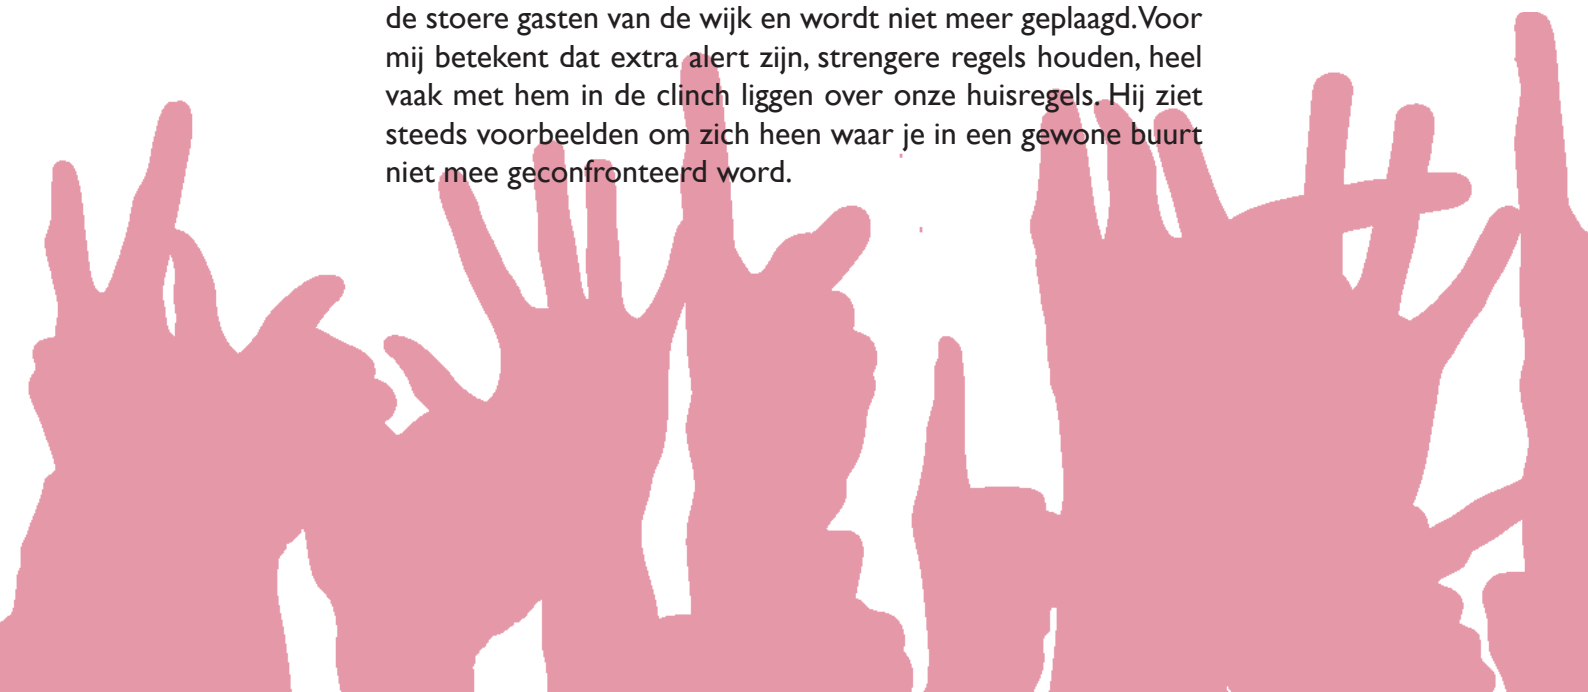 de stoere gasten van de wijk en wordt niet meer geplaagd. Voor
mij betekent dat extra alert zijn, strengere regels houden, heel
vaak met hem in de clinch liggen over onze huisregels. Hij ziet
steeds voorbeelden om zich heen waar je in een gewone buurt
niet mee geconfronteerd word.